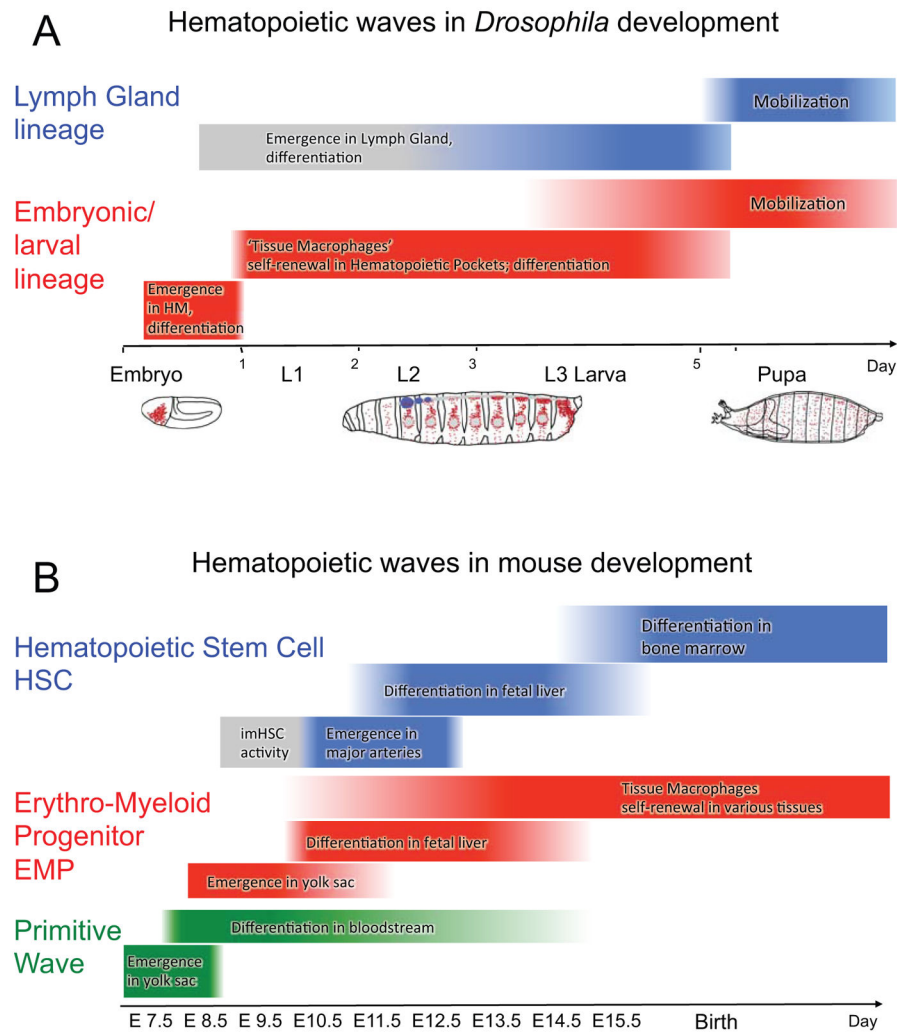 A
Hematopoietic waves in Drosophila development
Lymph Gland
lineage
Mobilization
Emergence in Lymph Gland,
differentiation
Embryonic/
larval
lineage
Mobilization
‘Tissue Macrophages’
self-renewal in Hematopoietic Pockets; differentiation
Emergence
in HM,
differentiation
1 2 3 5 Day
Embryo L1 L2 L3 Larva Pupa
B
Hematopoietic waves in mouse development
Hematopoietic Stem Cell
HSC
Differentiation in
bone marrow
Differentiation in fetal liver
imHSC
activity
Emergence in
major arteries
Erythro-Myeloid
Progenitor
EMP
Tissue Macrophages
self-renewal in various tissues
Differentiation in fetal liver
Emergence in yolk sac
Primitive
Wave
Differentiation in bloodstream
Emergence
in yolk sac
E 7.5 E 8.5 E 9.5 E10.5 E11.5 E12.5 E13.5 E14.5 E15.5 Birth Day